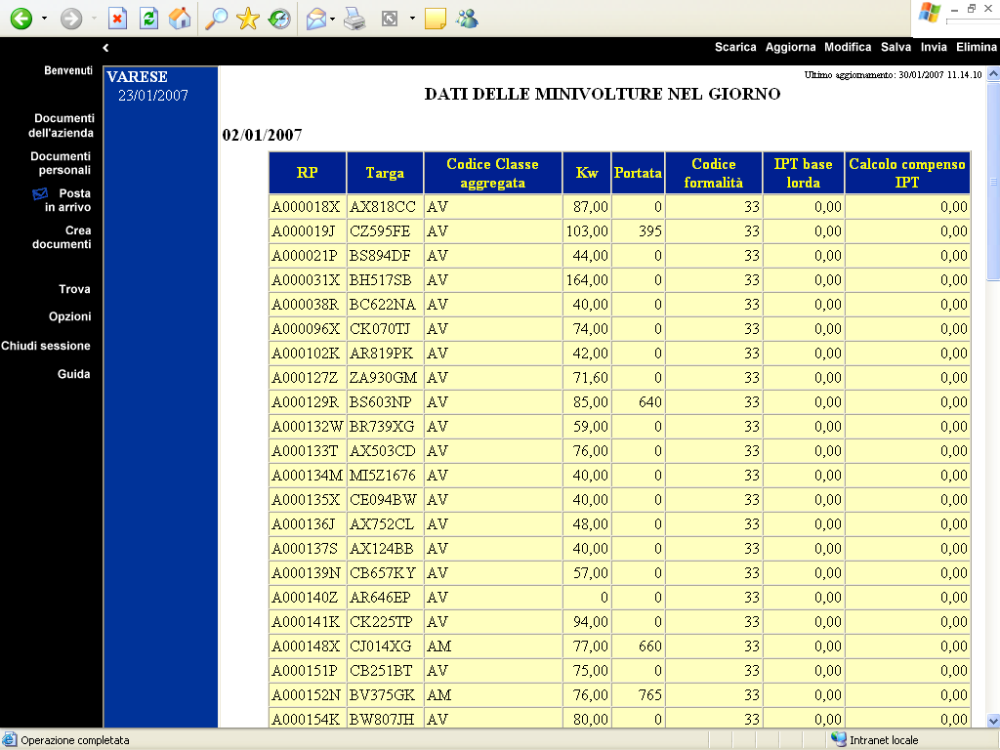 Scarica Aggiorna Modifica Salva Invia Elimina
Benvenuti
Documenti
dell'azienda
Documenti
personali
Posta
in arrivo
Crea
documenti
Trova
Opzioni
Chiudi sessione
Guida
VARESE
23/01/2007
Ultimo aggiornamento: 30/01/2007 11.14.10
DATI DELLE MINIVOLTURE NEL GIORNO
02/01/2007
RP Targa Codice Classe aggregata Kw Portata Codice formalità IPT base lorda Calcolo compenso IPT
A000018X AX818CC AV 87,00 0 33 0,00 0,00
A000019J CZ595FE AV 103,00 395 33 0,00 0,00
A000021P BS894DF AV 44,00 0 33 0,00 0,00
A000031X BH517SB AV 164,00 0 33 0,00 0,00
A000038R BC622NA AV 40,00 0 33 0,00 0,00
A000096X CK070TJ AV 74,00 0 33 0,00 0,00
A000102K AR819PK AV 42,00 0 33 0,00 0,00
A000127Z ZA930GM AV 71,60 0 33 0,00 0,00
A000129R BS603NP AV 85,00 640 33 0,00 0,00
A000132W BR739XG AV 59,00 0 33 0,00 0,00
A000133T AX503CD AV 76,00 0 33 0,00 0,00
A000134M MI5Z1676 AV 40,00 0 33 0,00 0,00
A000135X CE094BW AV 40,00 0 33 0,00 0,00
A000136J AX752CL AV 48,00 0 33 0,00 0,00
A000137S AX124BB AV 40,00 0 33 0,00 0,00
A000139N CB657KY AV 57,00 0 33 0,00 0,00
A000140Z AR646EP AV 0 0 33 0,00 0,00
A000141K CK225TP AV 94,00 0 33 0,00 0,00
A000148X CJ014XG AM 77,00 660 33 0,00 0,00
A000151P CB251BT AV 75,00 0 33 0,00 0,00
A000152N BV375GK AM 76,00 765 33 0,00 0,00
A000154K BW807JH AV 80,00 0 33 0,00 0,00
Operazione completata
Intranet locale